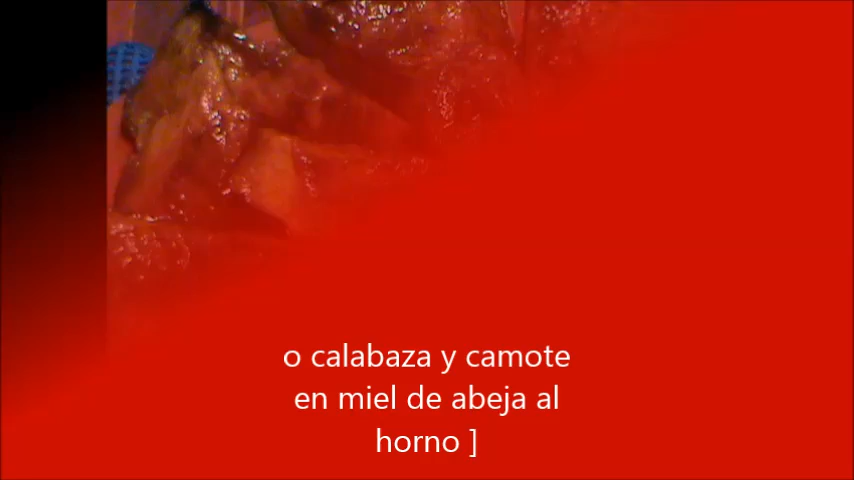 o calabaza y camote
en miel de abeja al
horno ]